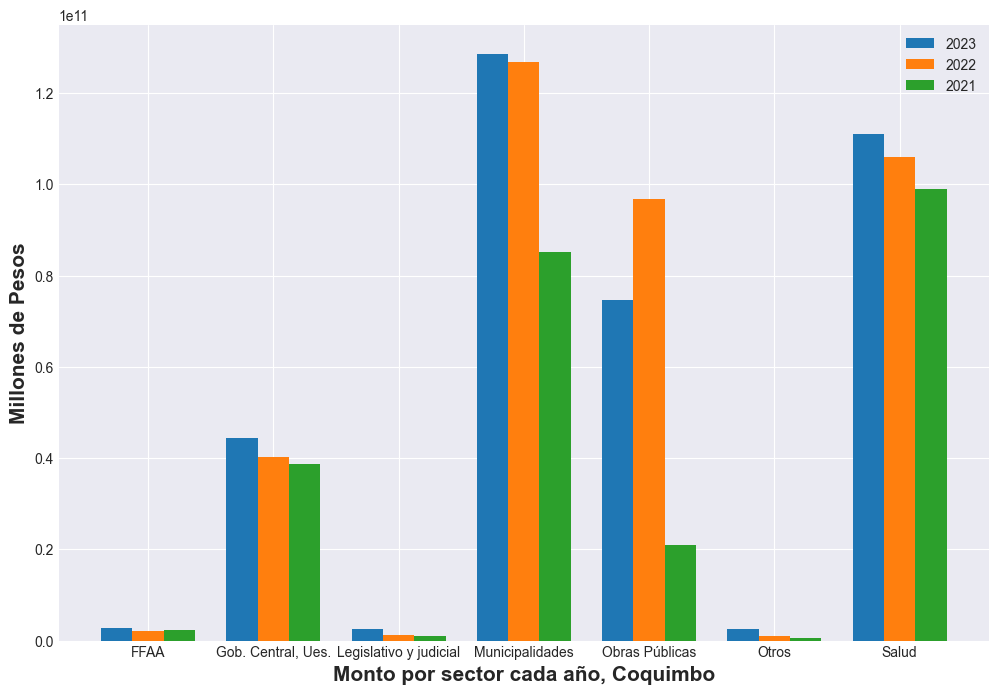 1e11
2023
2022
2021
1.2
1.0
0.8
0.6
0.4
0.2
0.0
Millones de Pesos
FFAA Gob. Central, Ues. Legislativo y judicial Municipalidades Obras Públicas Otros Salud
Monto por sector cada año, Coquimbo